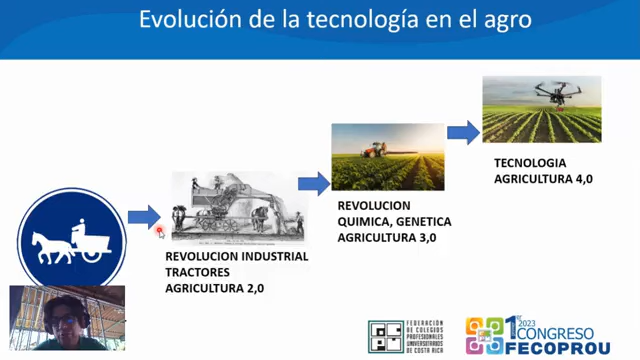 Evolución de la tecnología en el agro
TECNOLOGIA
AGRICULTURA 4,0
REVOLUCION
QUIMICA, GENETICA
AGRICULTURA 3,0
REVOLUCION INDUSTRIAL
TRACTORES
AGRICULTURA 2,0
FEDERACIÓN
DE COLEGIOS
PROFESIONALES
UNIVERSITARIOS
DE COSTA RICA
1er
2023
CONGRESO
FECOPROU